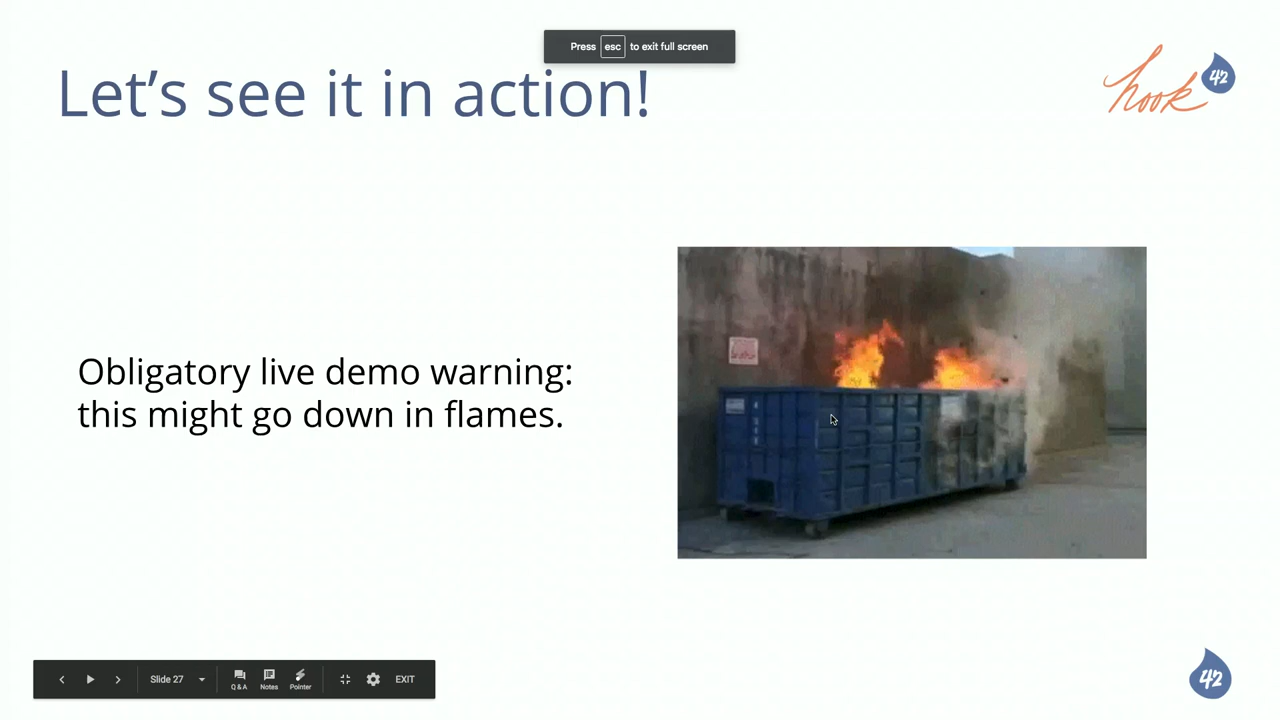 Press esc to exit full screen
Let’s see it in action!
hook 42
Obligatory live demo warning:
this might go down in flames.
Slide 27
Q & A
Notes
Pointer
EXIT
42